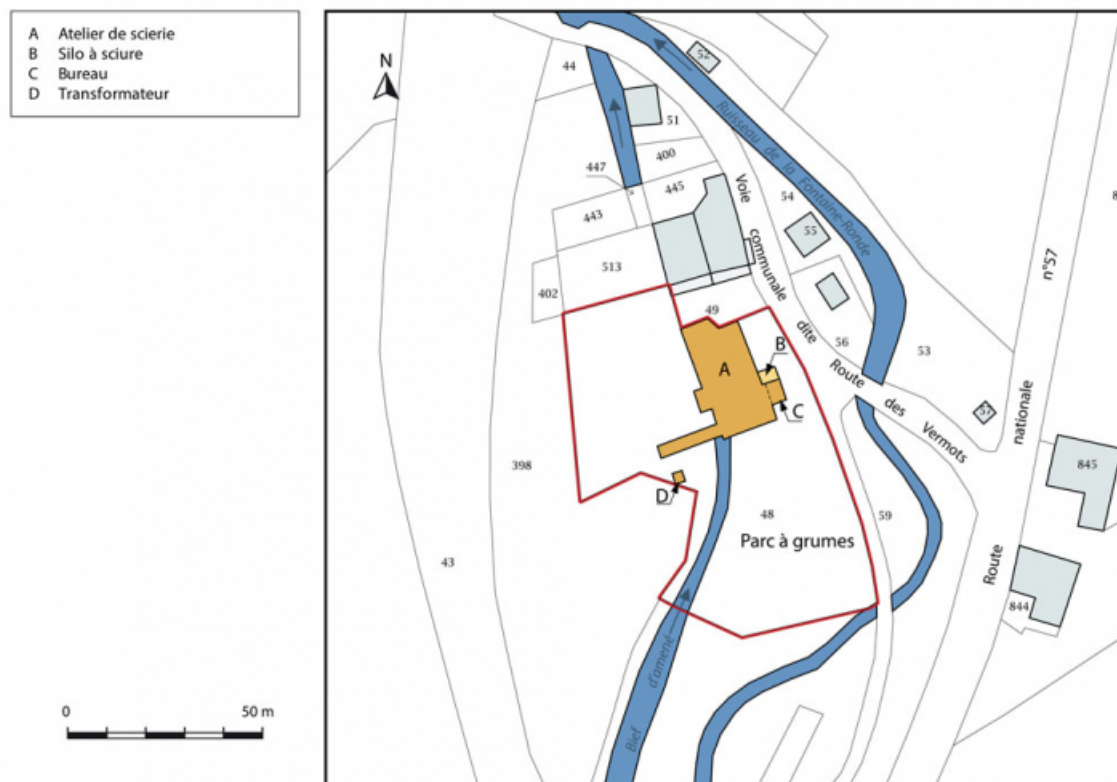 A Atelier de scierie
B Silo à sciure
C Bureau
D Transformateur
N
0 50 m
44
51
447
400
445
443
513
402
49
54
55
56
53
57
398
43
48
59
845
844
A
B
C
D
Parc à grumes
Ruisseau de la Fontaine-Ronde
Voie communale dite Route des Vermots
Route nationale n°57
Bief d'amené